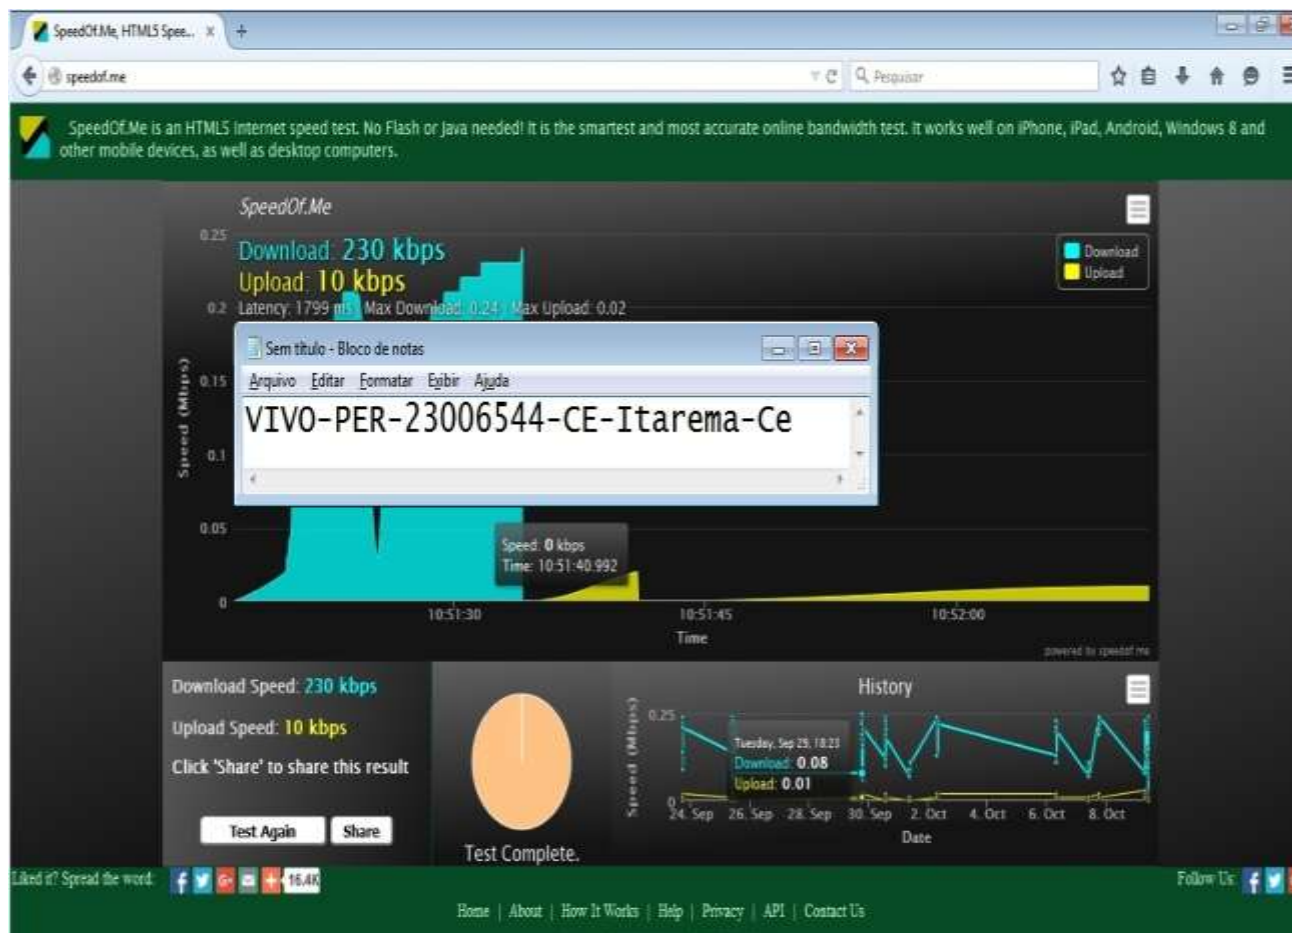 SpeedOf.Me, HTML5 Spee... x +
speedof.me
Pesquisar
SpeedOf.Me is an HTML5 Internet speed test. No Flash or Java needed! It is the smartest and most accurate online bandwidth test. It works well on iPhone, iPad, Android, Windows 8 and
other mobile devices, as well as desktop computers.
SpeedOf.Me
0.25
Download: 230 kbps
Upload: 10 kbps
Download
Upload
0.2
Latency: 1799 ms Max Download: 0.24 Max Upload: 0.02
Sem título - Bloco de notas
Arquivo Editar Formatar Exibir Ajuda
VIVO-PER-23006544-CE-Itarema-Ce
Speed (Mbps)
0.15
0.1
0.05
0
Speed: 0 kbps
Time: 10:51:40.992
10:51:30 10:51:45 10:52:00
Time
powered by speedof.me
Download Speed: 230 kbps
Upload Speed: 10 kbps
Click 'Share' to share this result
Test Again Share
Test Complete.
History
Speed (Mbps)
0.25
0
Tuesday, Sep 29, 18:23
Download: 0.08
Upload: 0.01
24. Sep 26. Sep 28. Sep 30. Sep 2. Oct 4. Oct 6. Oct 8. Oct
Date
Liked it? Spread the word: 16.4K
Follow Us:
Home | About | How It Works | Help | Privacy | API | Contact Us